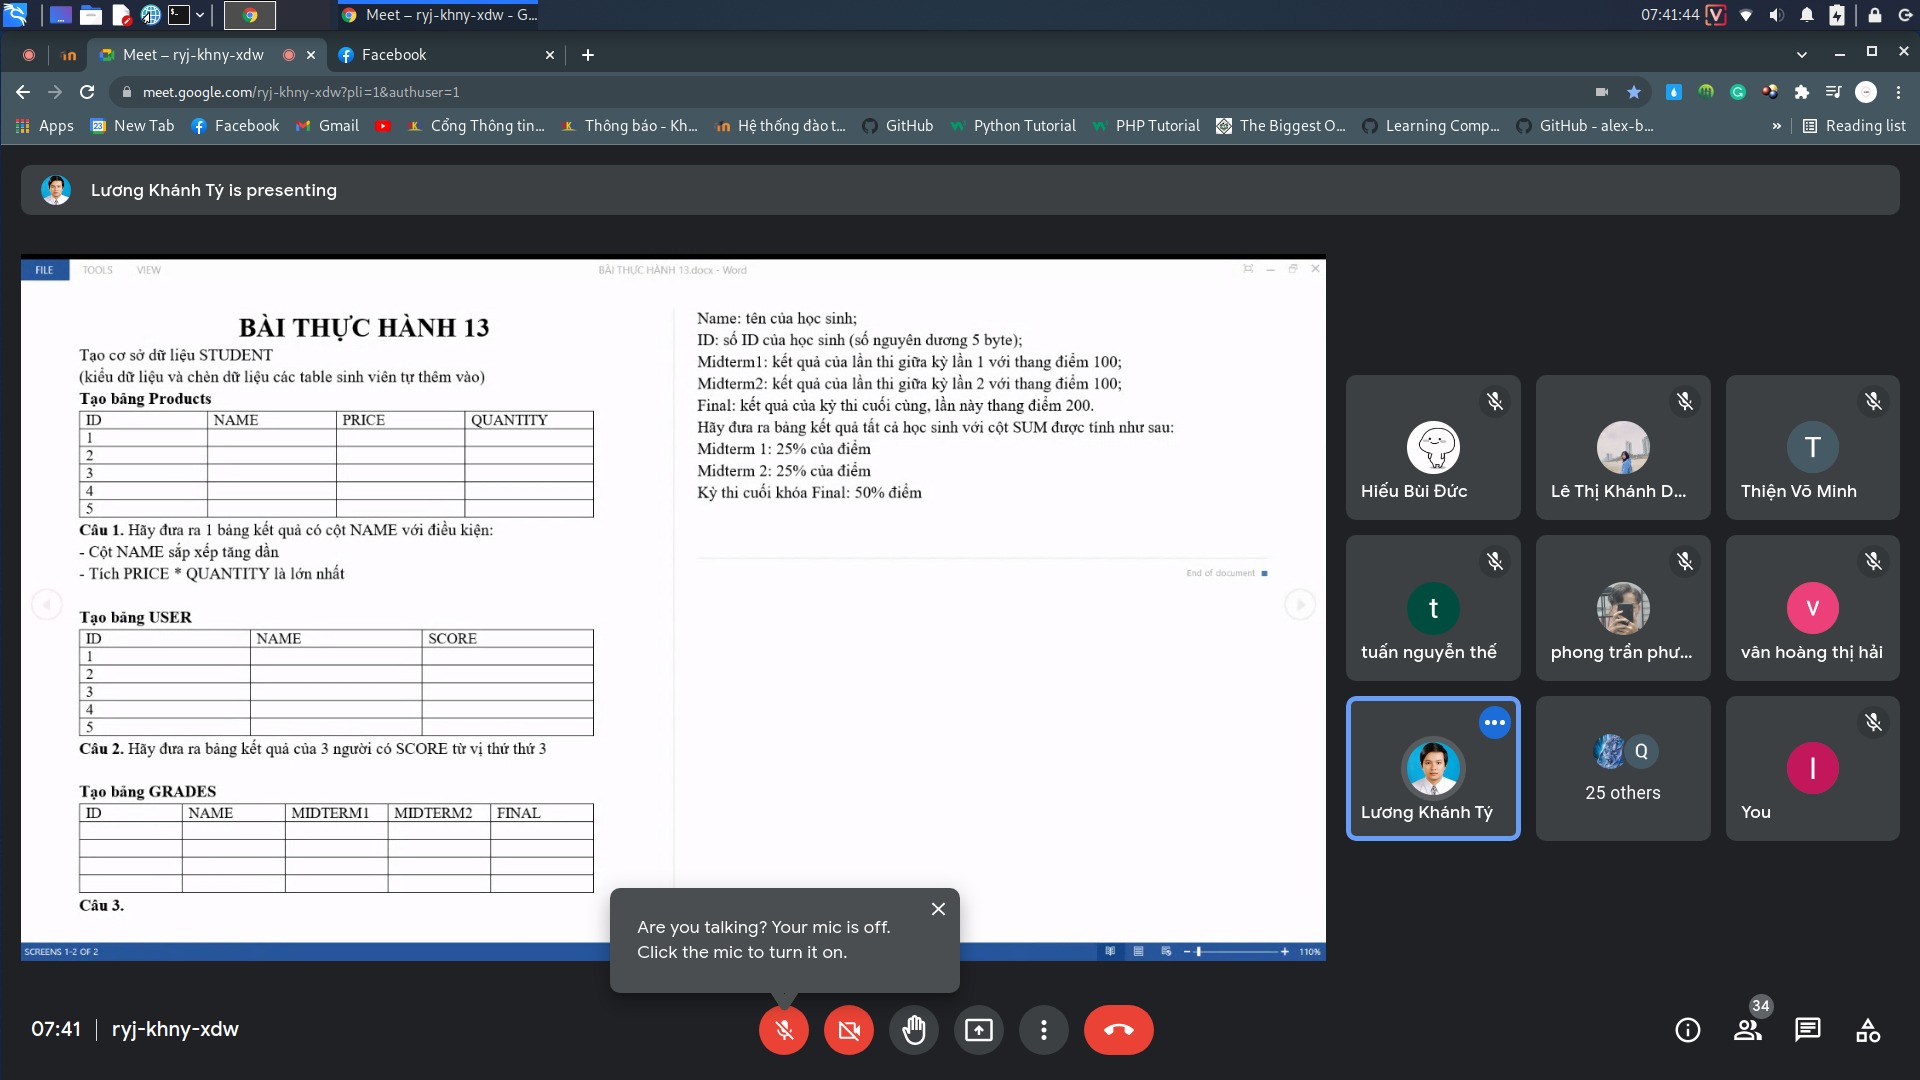 Meet – ryj-khny-xdw - G...
07:41:44
Meet – ryj-khny-xdw
Facebook
meet.google.com/ryj-khny-xdw?pli=1&authuser=1
Apps
New Tab
Facebook
Gmail
Cổng Thông tin...
Thông báo - Kh...
Hệ thống đào t...
GitHub
Python Tutorial
PHP Tutorial
The Biggest O...
Learning Comp...
GitHub - alex-b...
»
Reading list
Lương Khánh Tý is presenting
FILE
TOOLS
VIEW
BÀI THỰC HÀNH 13.docx - Word
BÀI THỰC HÀNH 13
Tạo cơ sở dữ liệu STUDENT
(kiểu dữ liệu và chèn dữ liệu các table sinh viên tự thêm vào)
Tạo bảng Products
ID NAME PRICE QUANTITY
1
2
3
4
5
Câu 1. Hãy đưa ra 1 bảng kết quả có cột NAME với điều kiện:
- Cột NAME sắp xếp tăng dần
- Tích PRICE * QUANTITY là lớn nhất
Tạo bảng USER
ID NAME SCORE
1
2
3
4
5
Câu 2. Hãy đưa ra bảng kết quả của 3 người có SCORE từ vị thứ thứ 3
Tạo bảng GRADES
ID NAME MIDTERM1 MIDTERM2 FINAL
Câu 3.
Name: tên của học sinh;
ID: số ID của học sinh (số nguyên dương 5 byte);
Midterm1: kết quả của lần thi giữa kỳ lần 1 với thang điểm 100;
Midterm2: kết quả của lần thi giữa kỳ lần 2 với thang điểm 100;
Final: kết quả của kỳ thi cuối cùng, lần này thang điểm 200.
Hãy đưa ra bảng kết quả tất cả học sinh với cột SUM được tính như sau:
Midterm 1: 25% của điểm
Midterm 2: 25% của điểm
Kỳ thi cuối khóa Final: 50% điểm
End of document
SCREENS 1-2 OF 2
110%
Hiếu Bùi Đức
Lê Thị Khánh D...
T
Thiện Võ Minh
t
tuấn nguyễn thế
phong trần phư...
v
vân hoàng thị hải
Lương Khánh Tý
Q
25 others
I
You
Are you talking? Your mic is off.
Click the mic to turn it on.
07:41
ryj-khny-xdw
34